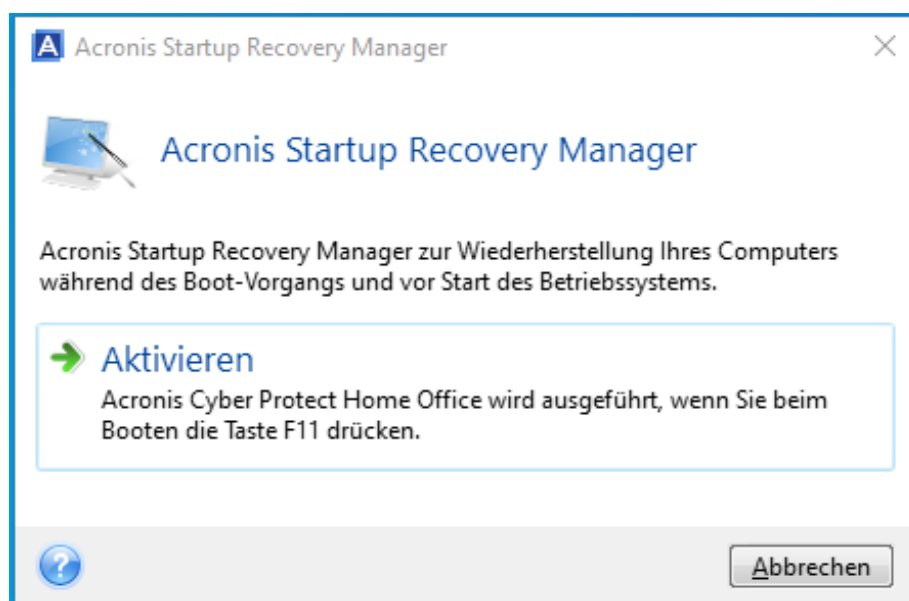 A Acronis Startup Recovery Manager
Acronis Startup Recovery Manager
Acronis Startup Recovery Manager zur Wiederherstellung Ihres Computers
während des Boot-Vorgangs und vor Start des Betriebssystems.
Aktivieren
Acronis Cyber Protect Home Office wird ausgeführt, wenn Sie beim
Booten die Taste F11 drücken.
? Abbrechen